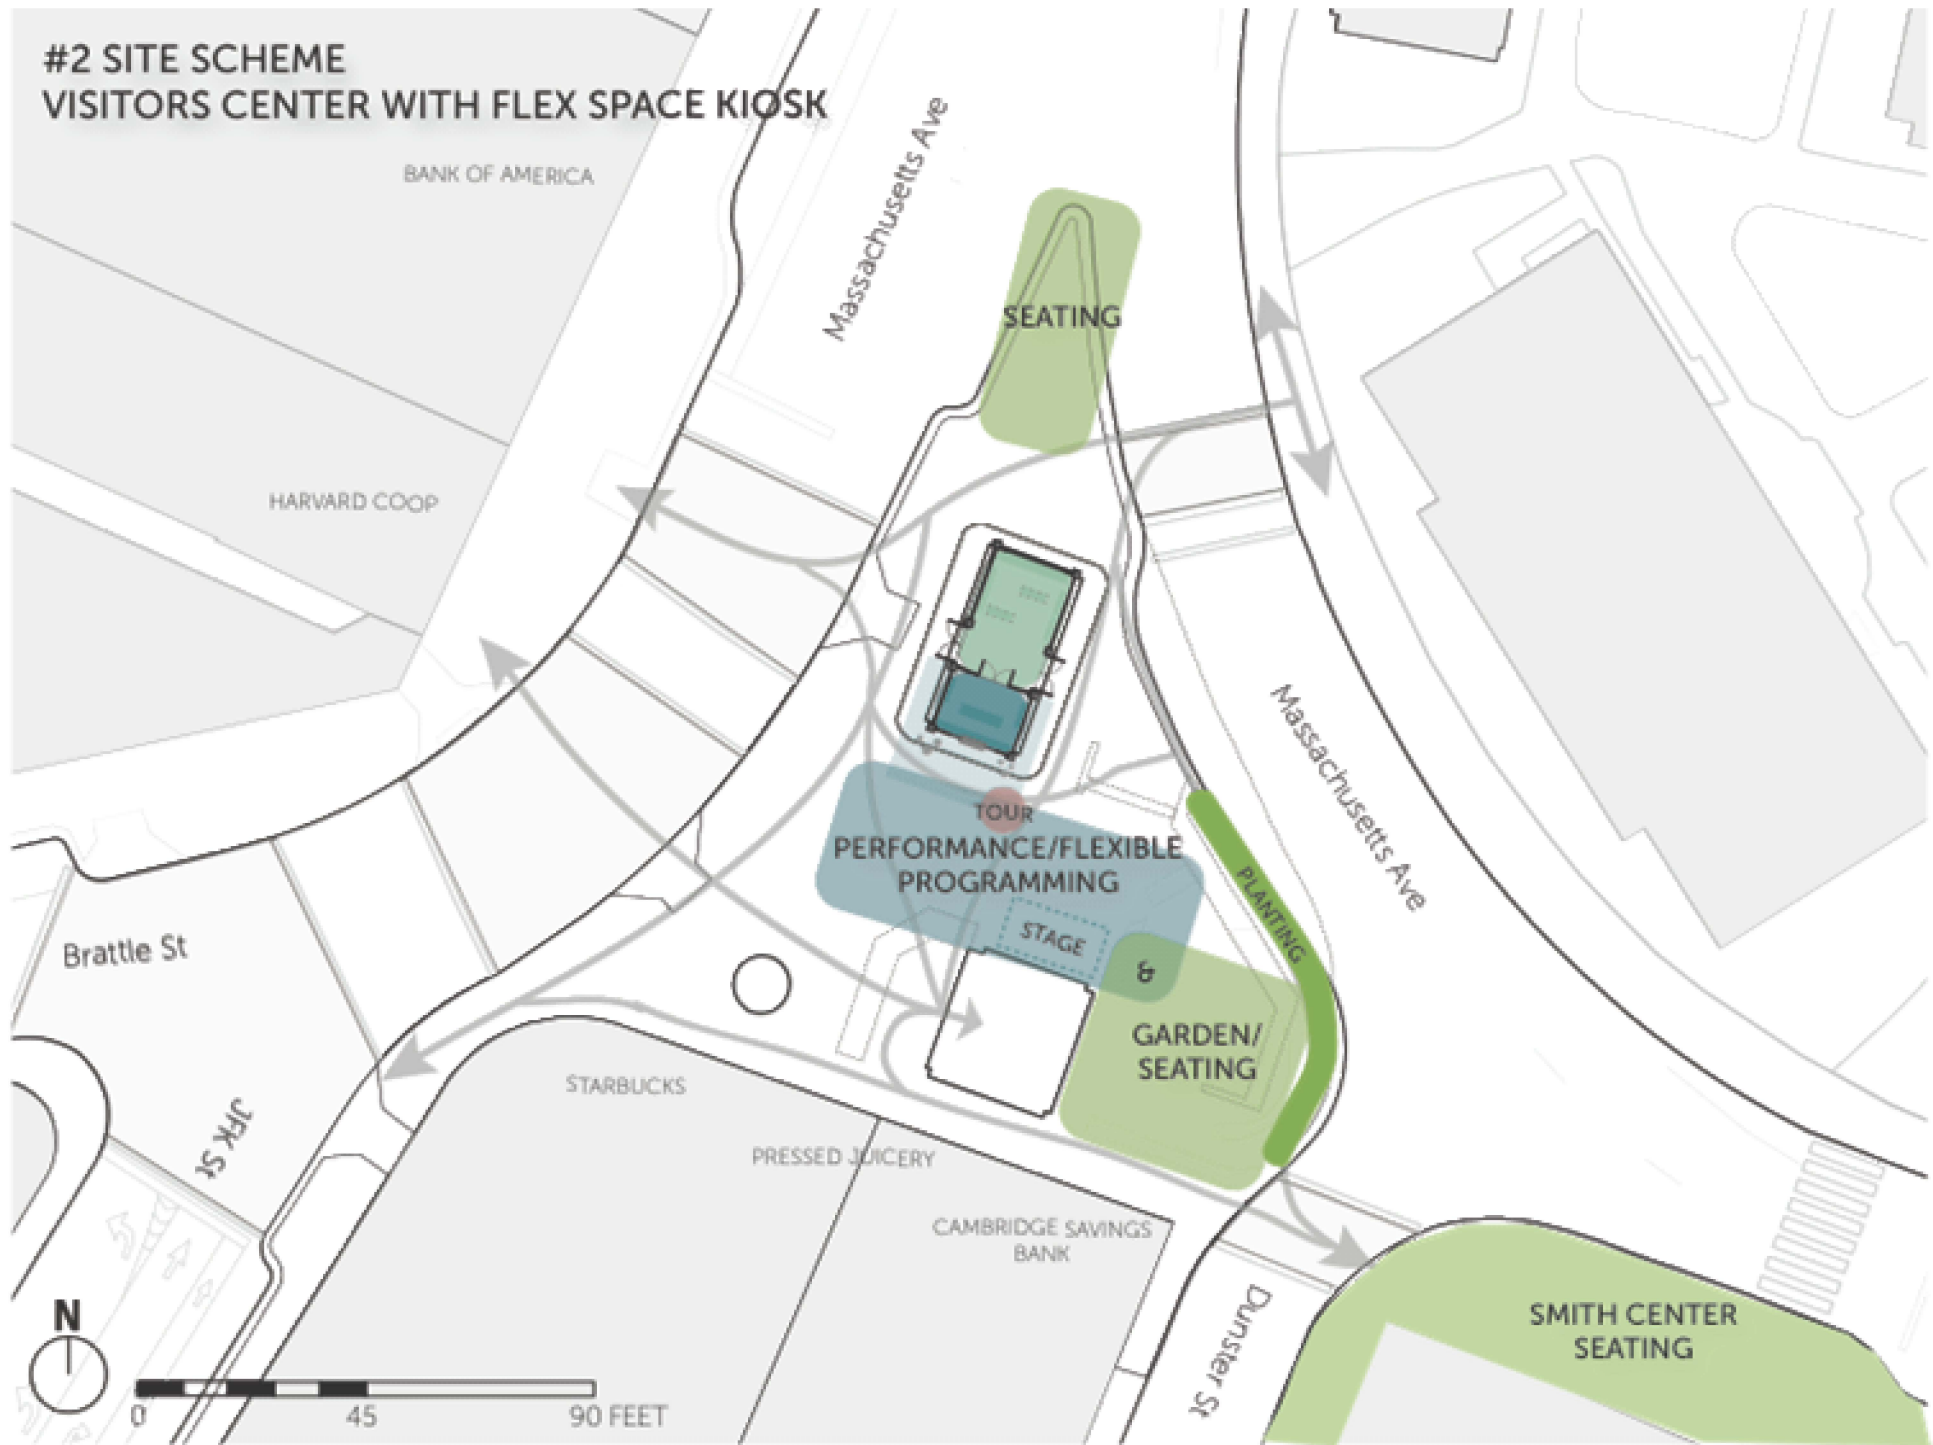 #2 SITE SCHEME
VISITORS CENTER WITH FLEX SPACE KIOSK
BANK OF AMERICA
Massachusetts Ave
SEATING
HARVARD COOP
Massachusetts Ave
TOUR
PERFORMANCE/FLEXIBLE
PROGRAMMING
PLANTING
STAGE
&
Brattle St
GARDEN/
SEATING
STARBUCKS
JFK St
PRESSED JUICERY
CAMBRIDGE SAVINGS
BANK
Dunster St
SMITH CENTER
SEATING
N
0 45 90 FEET